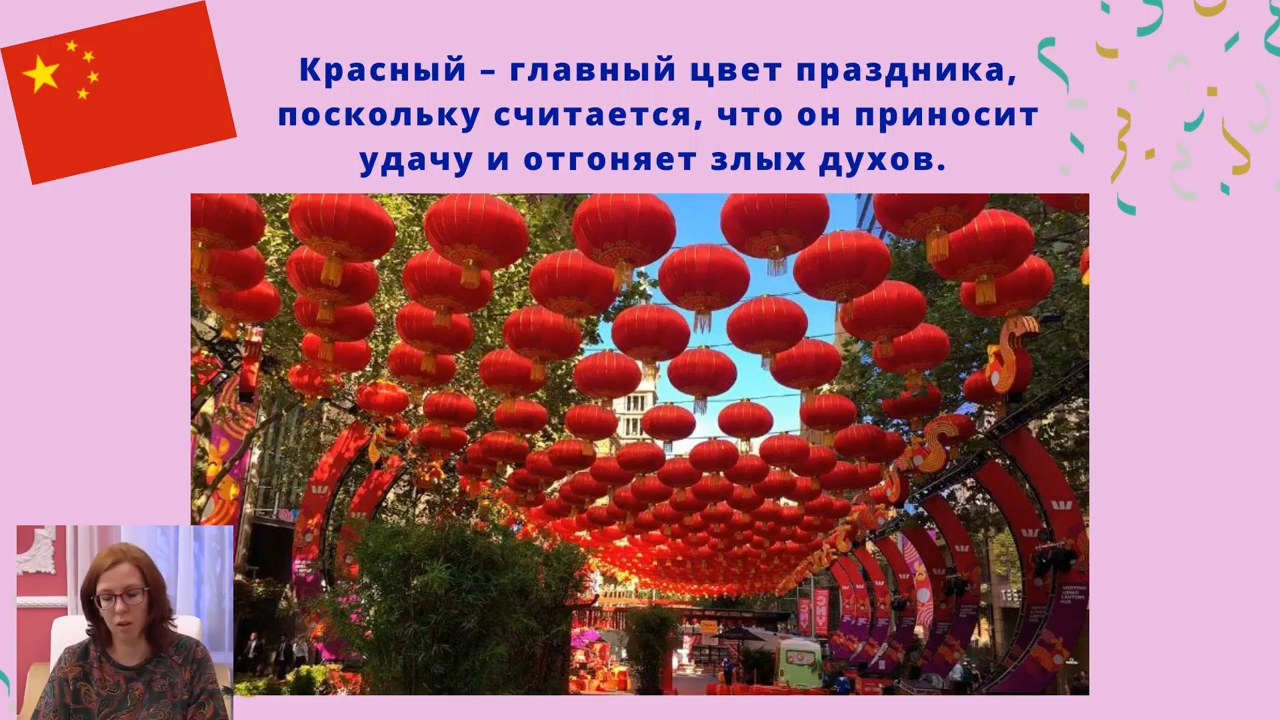 Красный – главный цвет праздника,
поскольку считается, что он приносит
удачу и отгоняет злых духов.